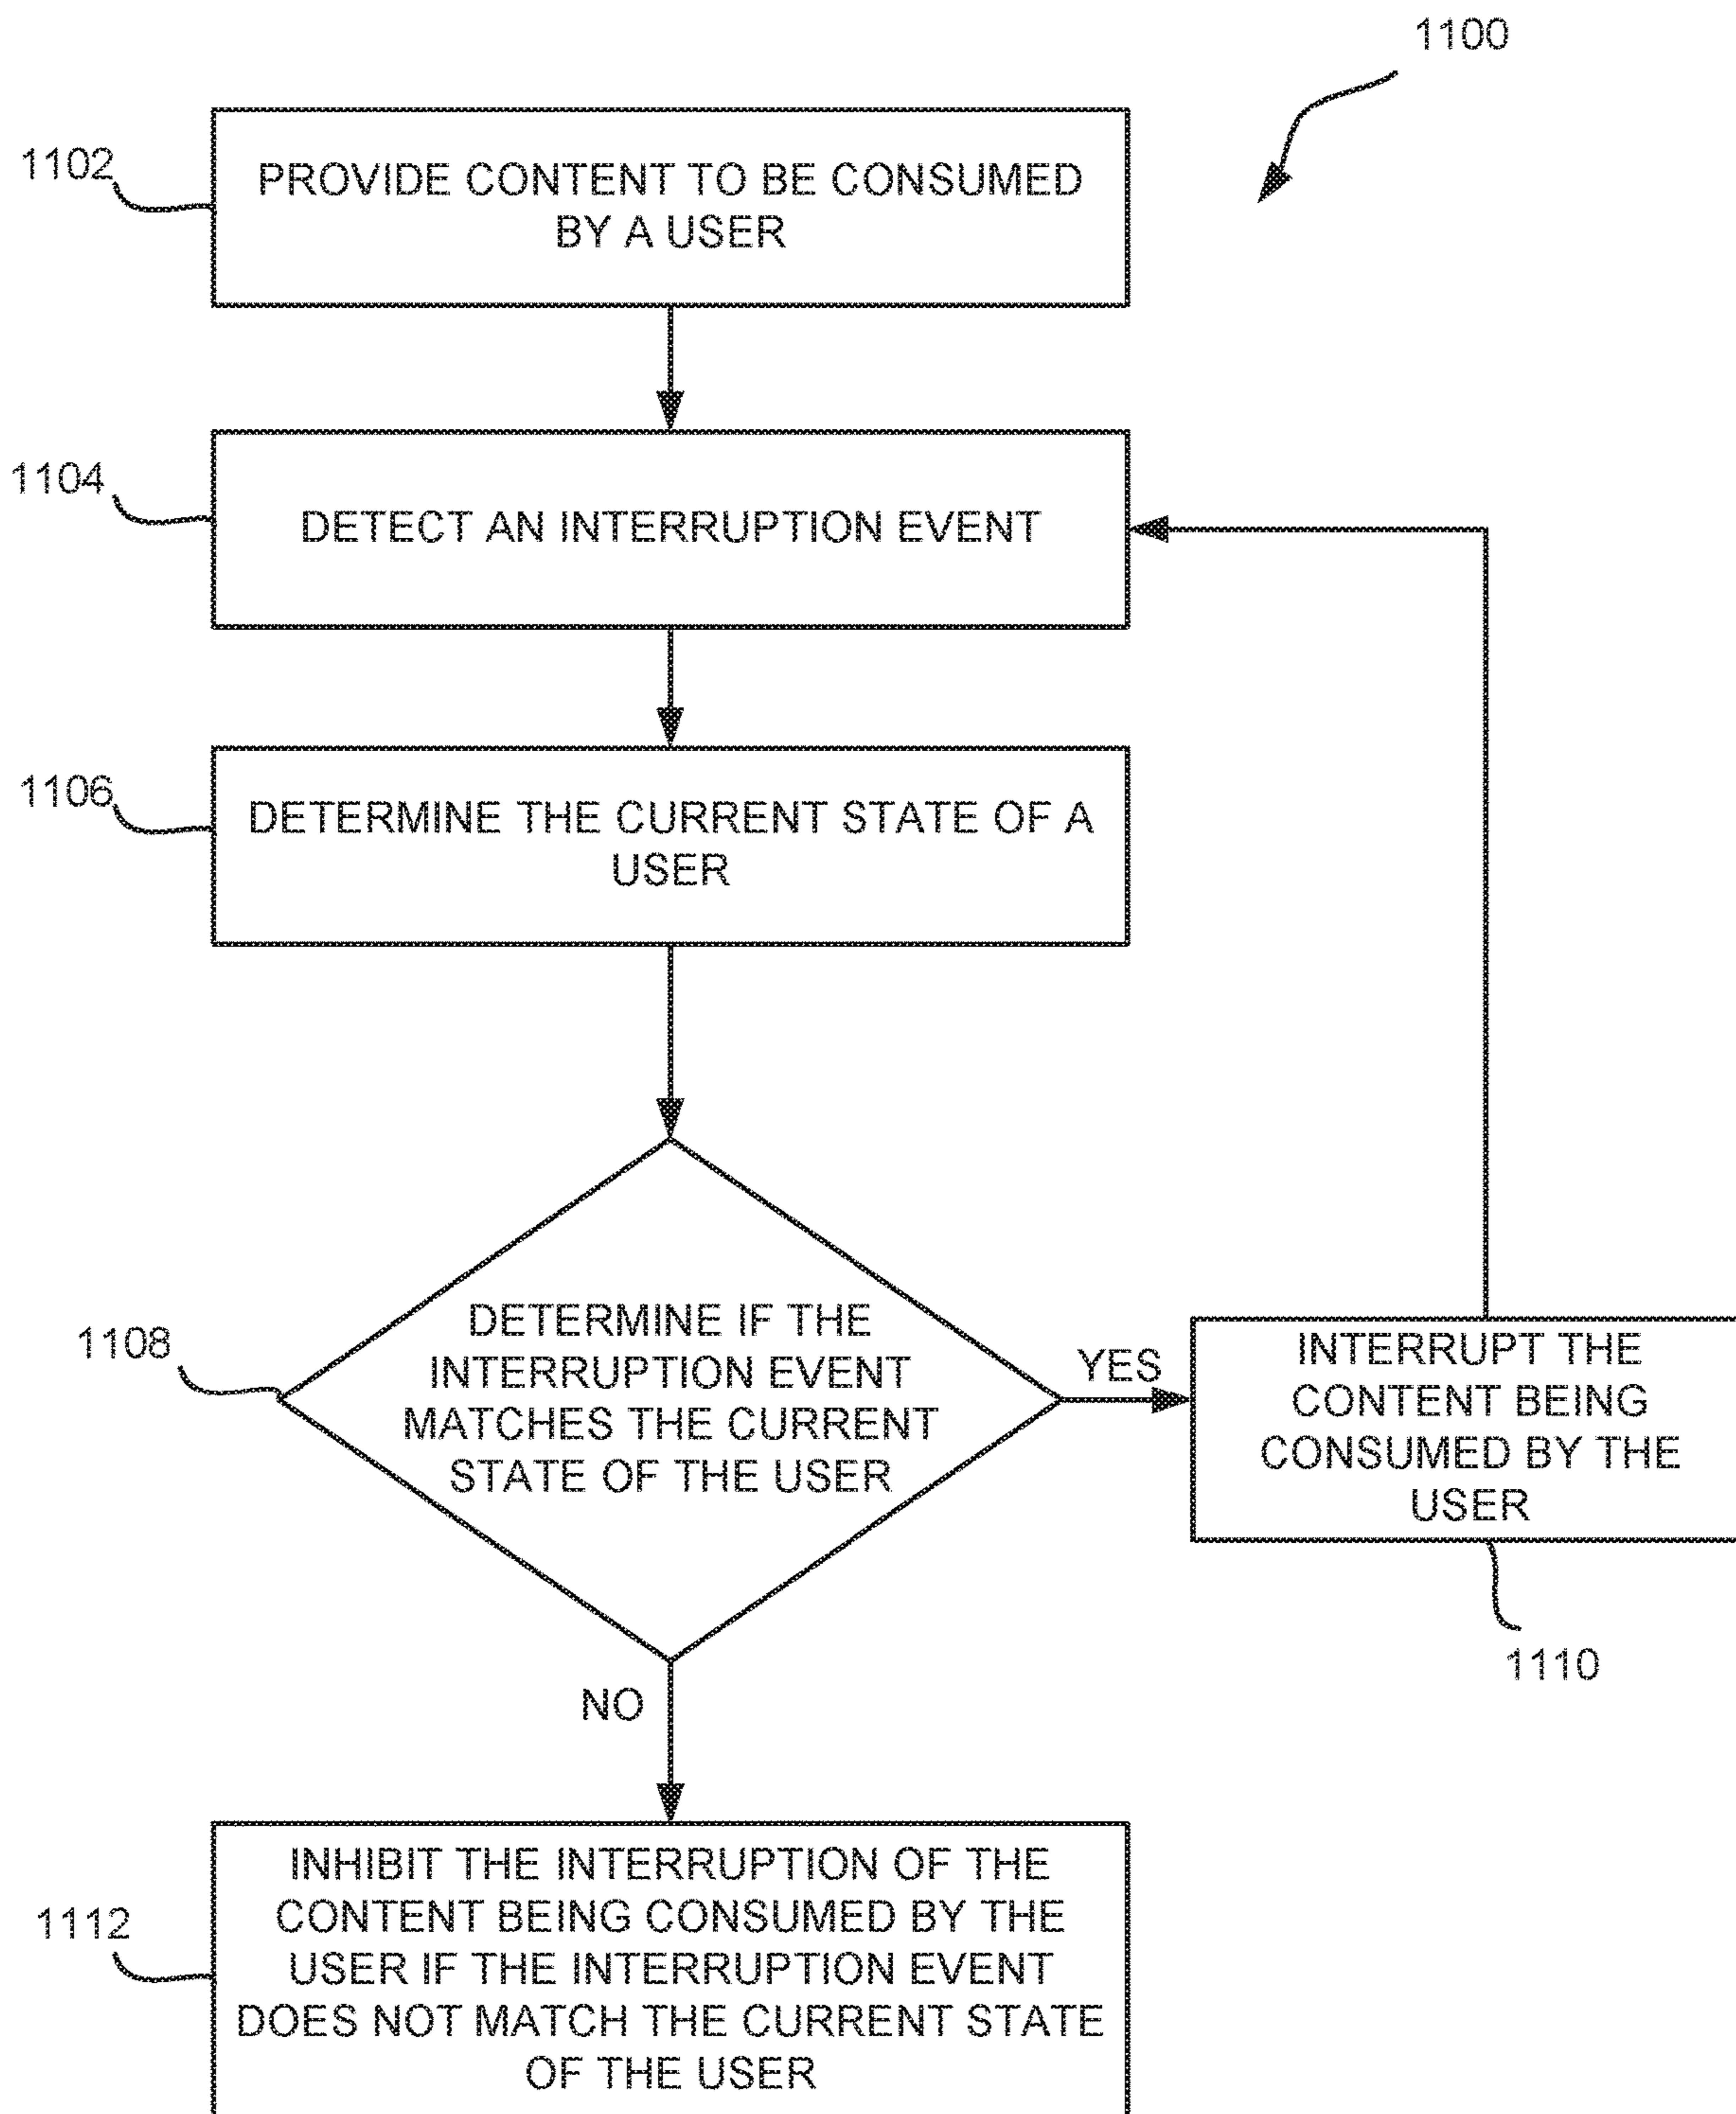 1100
1102
PROVIDE CONTENT TO BE CONSUMED
BY A USER
1104
DETECT AN INTERRUPTION EVENT
1106
DETERMINE THE CURRENT STATE OF A
USER
1108
DETERMINE IF THE
INTERRUPTION EVENT
MATCHES THE CURRENT
STATE OF THE USER
YES
INTERRUPT THE
CONTENT BEING
CONSUMED BY THE
USER
1110
NO
1112
INHIBIT THE INTERRUPTION OF THE
CONTENT BEING CONSUMED BY THE
USER IF THE INTERRUPTION EVENT
DOES NOT MATCH THE CURRENT STATE
OF THE USER